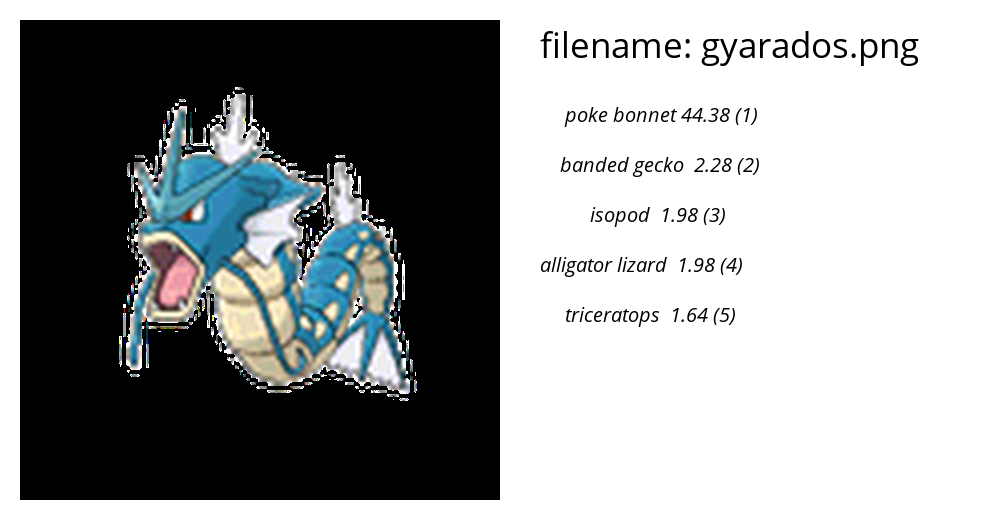 filename: gyarados.png
poke bonnet 44.38 (1)
banded gecko 2.28 (2)
isopod 1.98 (3)
alligator lizard 1.98 (4)
triceratops 1.64 (5)